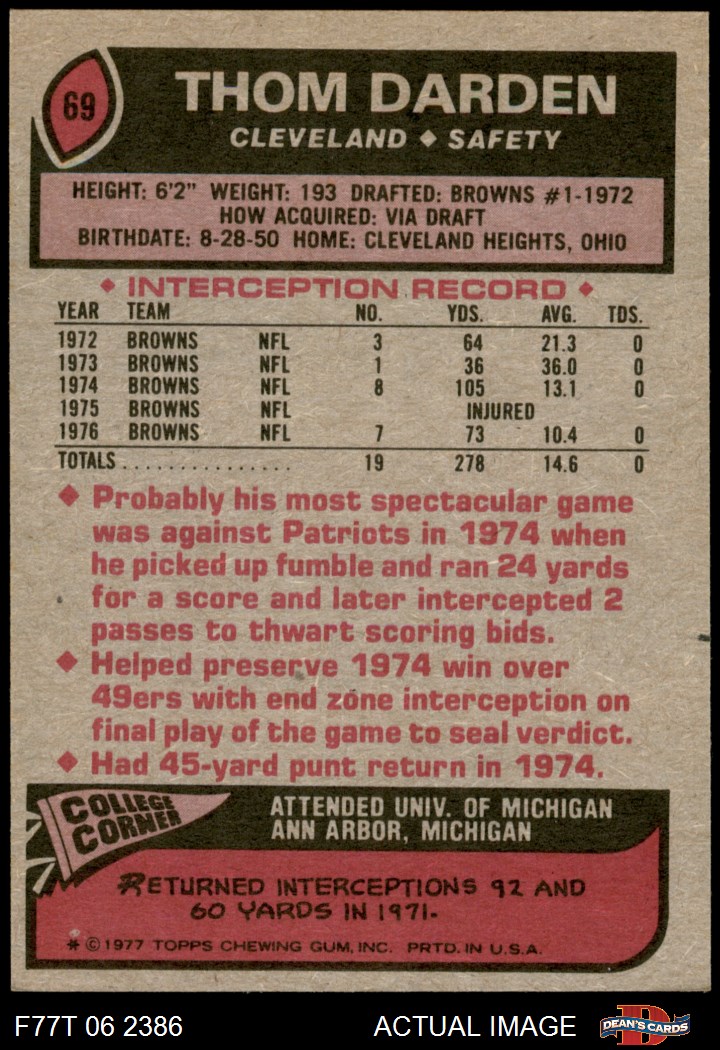 69
THOM DARDEN
CLEVELAND ◆ SAFETY
HEIGHT: 6'2" WEIGHT: 193 DRAFTED: BROWNS #1-1972
HOW ACQUIRED: VIA DRAFT
BIRTHDATE: 8-28-50 HOME: CLEVELAND HEIGHTS, OHIO
◆ INTERCEPTION RECORD ◆
YEAR TEAM NO. YDS. AVG. TDS.
1972 BROWNS NFL 3 64 21.3 0
1973 BROWNS NFL 1 36 36.0 0
1974 BROWNS NFL 8 105 13.1 0
1975 BROWNS NFL INJURED
1976 BROWNS NFL 7 73 10.4 0
TOTALS . . . . . . . . . . . . . . . 19 278 14.6 0
◆ Probably his most spectacular game
was against Patriots in 1974 when
he picked up fumble and ran 24 yards
for a score and later intercepted 2
passes to thwart scoring bids.
◆ Helped preserve 1974 win over
49ers with end zone interception on
final play of the game to seal verdict.
◆ Had 45-yard punt return in 1974.
COLLEGE
CORNER
ATTENDED UNIV. OF MICHIGAN
ANN ARBOR, MICHIGAN
RETURNED INTERCEPTIONS 92 AND
60 YARDS IN 1971.
* © 1977 TOPPS CHEWING GUM, INC. PRTD. IN U.S.A.
F77T 06 2386 ACTUAL IMAGE D DEAN'S CARDS